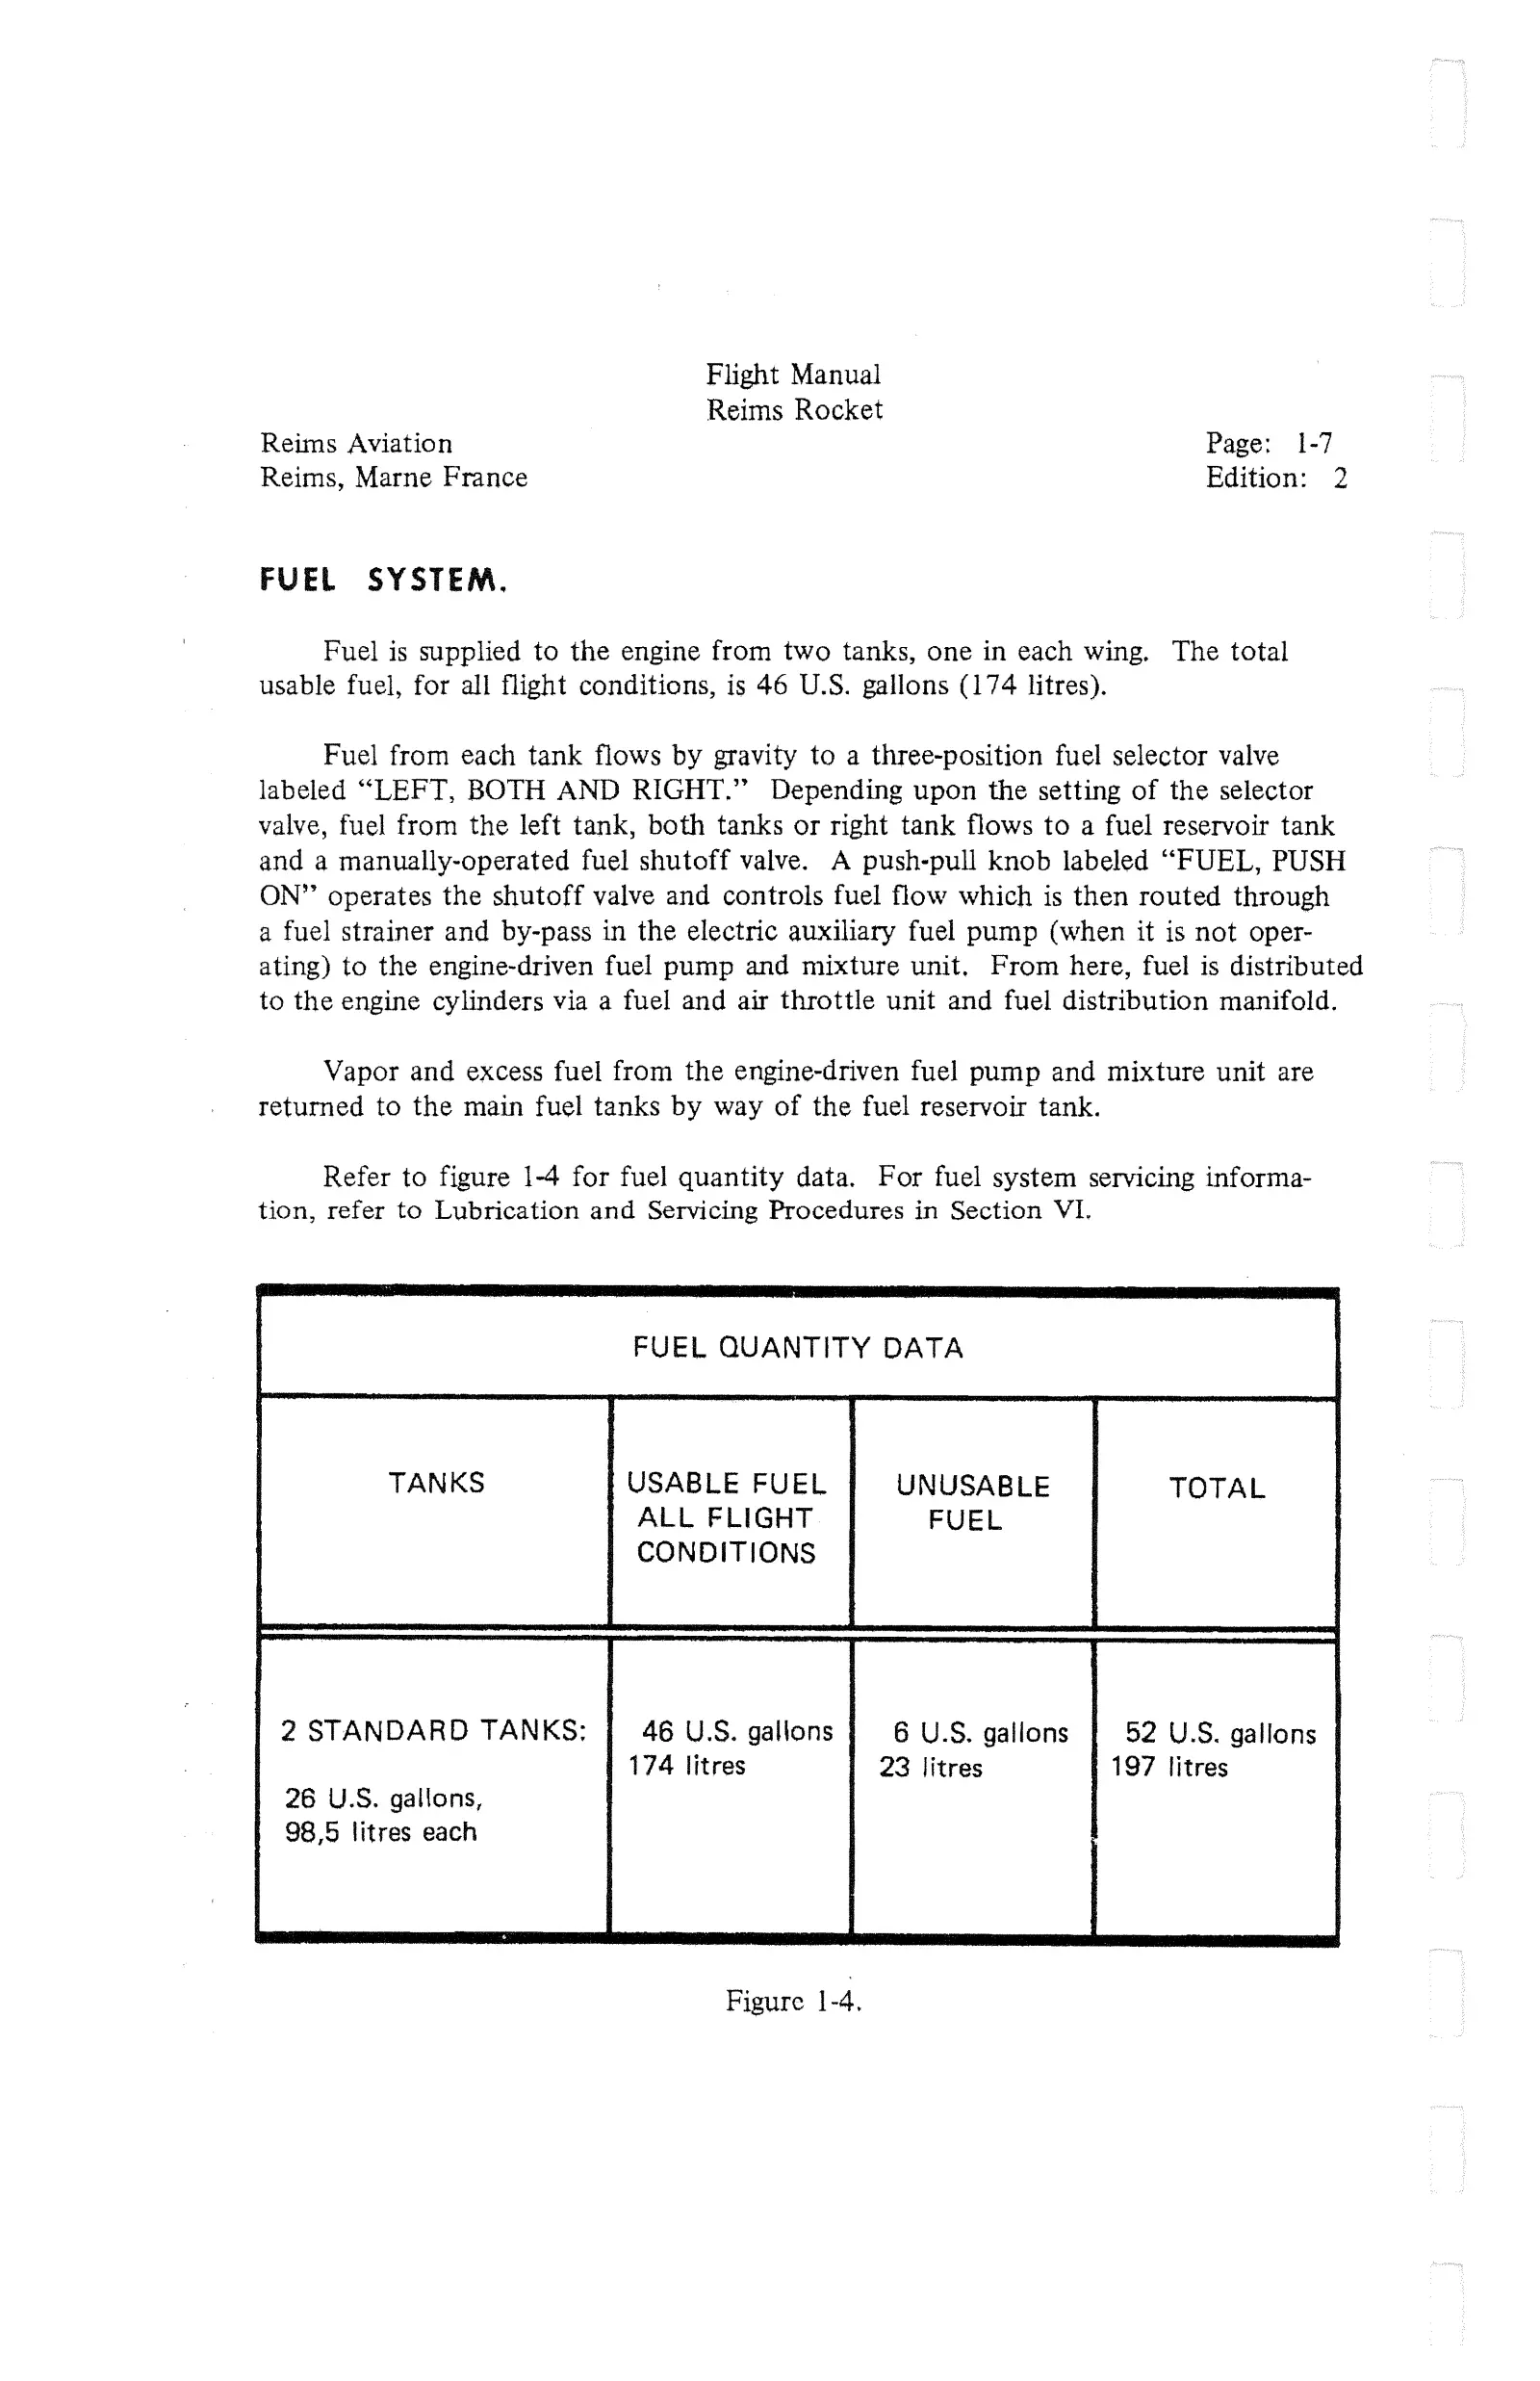 Flight Manual
Reims Rocket
Reims Aviation
Page: 1-7
Reims, Marne France
Edition: 2
FUEL SYSTEM.
Fuel is supplied to the engine from two tanks, one in each wing. The total
usable fuel, for all flight conditions, is 46 U.S. gallons (174 litres).
Fuel from each tank flows by gravity to a three-position fuel selector valve
labeled “LEFT, BOTH AND RIGHT.” Depending upon the setting of the selector
valve, fuel from the left tank, both tanks or right tank flows to a fuel reservoir tank
and a manually-operated fuel shutoff valve. A push-pull knob labeled “FUEL, PUSH
ON” operates the shutoff valve and controls fuel flow which is then routed through
a fuel strainer and by-pass in the electric auxiliary fuel pump (when it is not oper-
ating) to the engine-driven fuel pump and mixture unit. From here, fuel is distributed
to the engine cylinders via a fuel and air throttle unit and fuel distribution manifold.
Vapor and excess fuel from the engine-driven fuel pump and mixture unit are
returned to the main fuel tanks by way of the fuel reservoir tank.
Refer to figure 1-4 for fuel quantity data. For fuel system servicing informa-
tion, refer to Lubrication and Servicing Procedures in Section VI.
FUEL QUANTITY DATA
TANKS
USABLE FUEL
ALL FLIGHT
CONDITIONS
UNUSABLE
FUEL
TOTAL
2 STANDARD TANKS:
26 U.S. gallons,
98,5 litres each
46 U.S. gallons
174 litres
6 U.S. gallons
23 litres
52 U.S. gallons
197 litres
Figure 1-4.